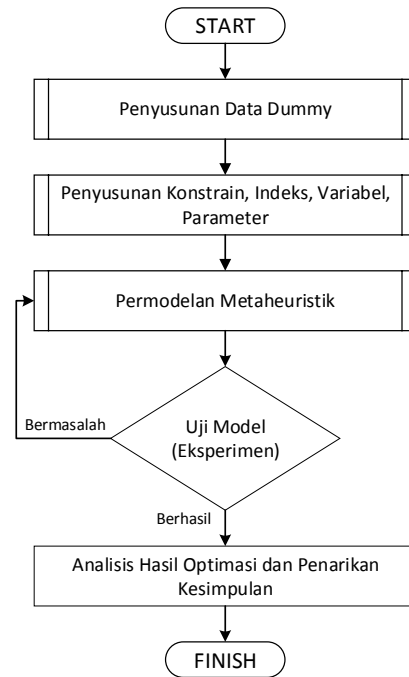 START
Penyusunan Data Dummy
Penyusunan Konstrain, Indeks, Variabel,
Parameter
Permodelan Metaheuristik
Bermasalah
Uji Model
(Eksperimen)
Berhasil
Analisis Hasil Optimasi dan Penarikan
Kesimpulan
FINISH